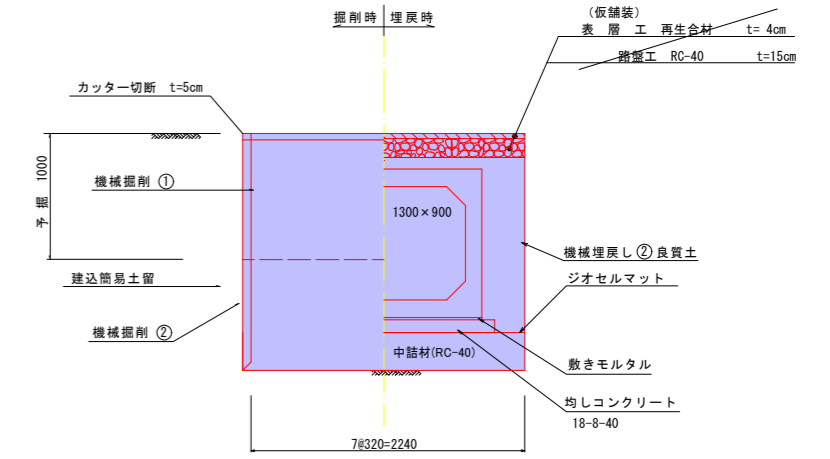 掘削時 埋戻時
(仮舗装)
表 層 工 再生合材 t= 4cm
路盤工 RC-40 t=15cm
カッター切断 t=5cm
予 掘 1000
機械掘削 ①
1300×900
機械埋戻し②良質土
建込簡易土留
ジオセルマット
機械掘削 ②
中詰材(RC-40)
敷きモルタル
均しコンクリート
18-8-40
7@320=2240